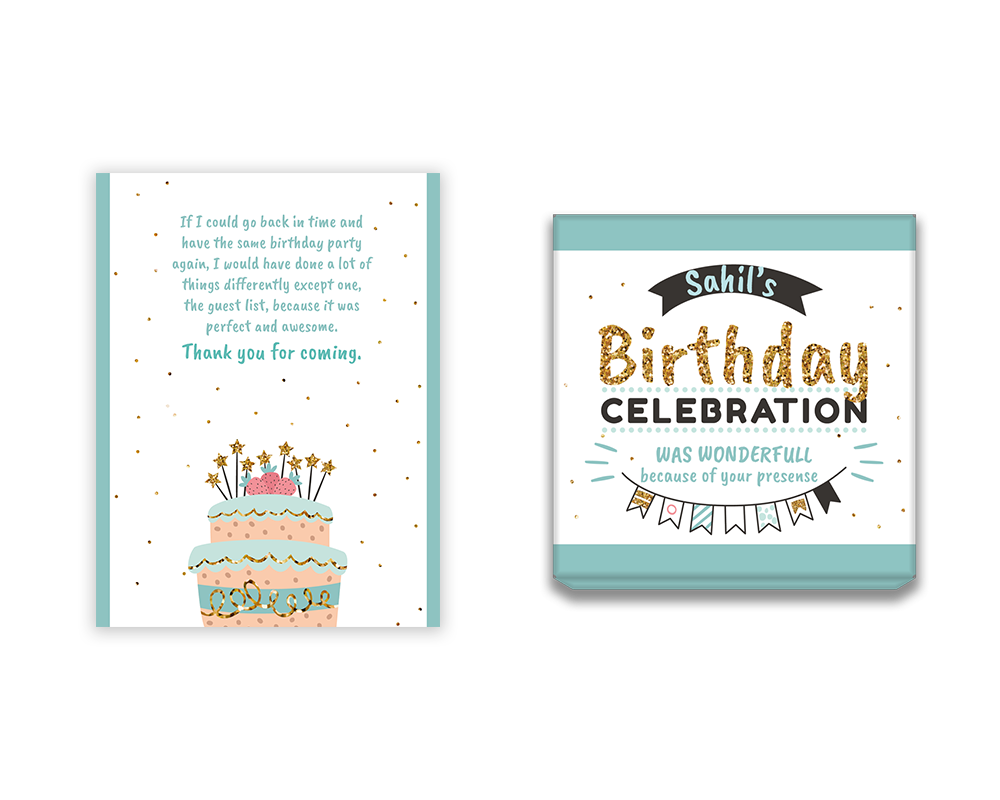 If I could go back in time and
have the same birthday party
again, I would have done a lot of
things differently except one,
the guest list, because it was
perfect and awesome.
Thank you for coming.
Sahil's
Birthday
CELEBRATION
WAS WONDERFULL
because of your presense